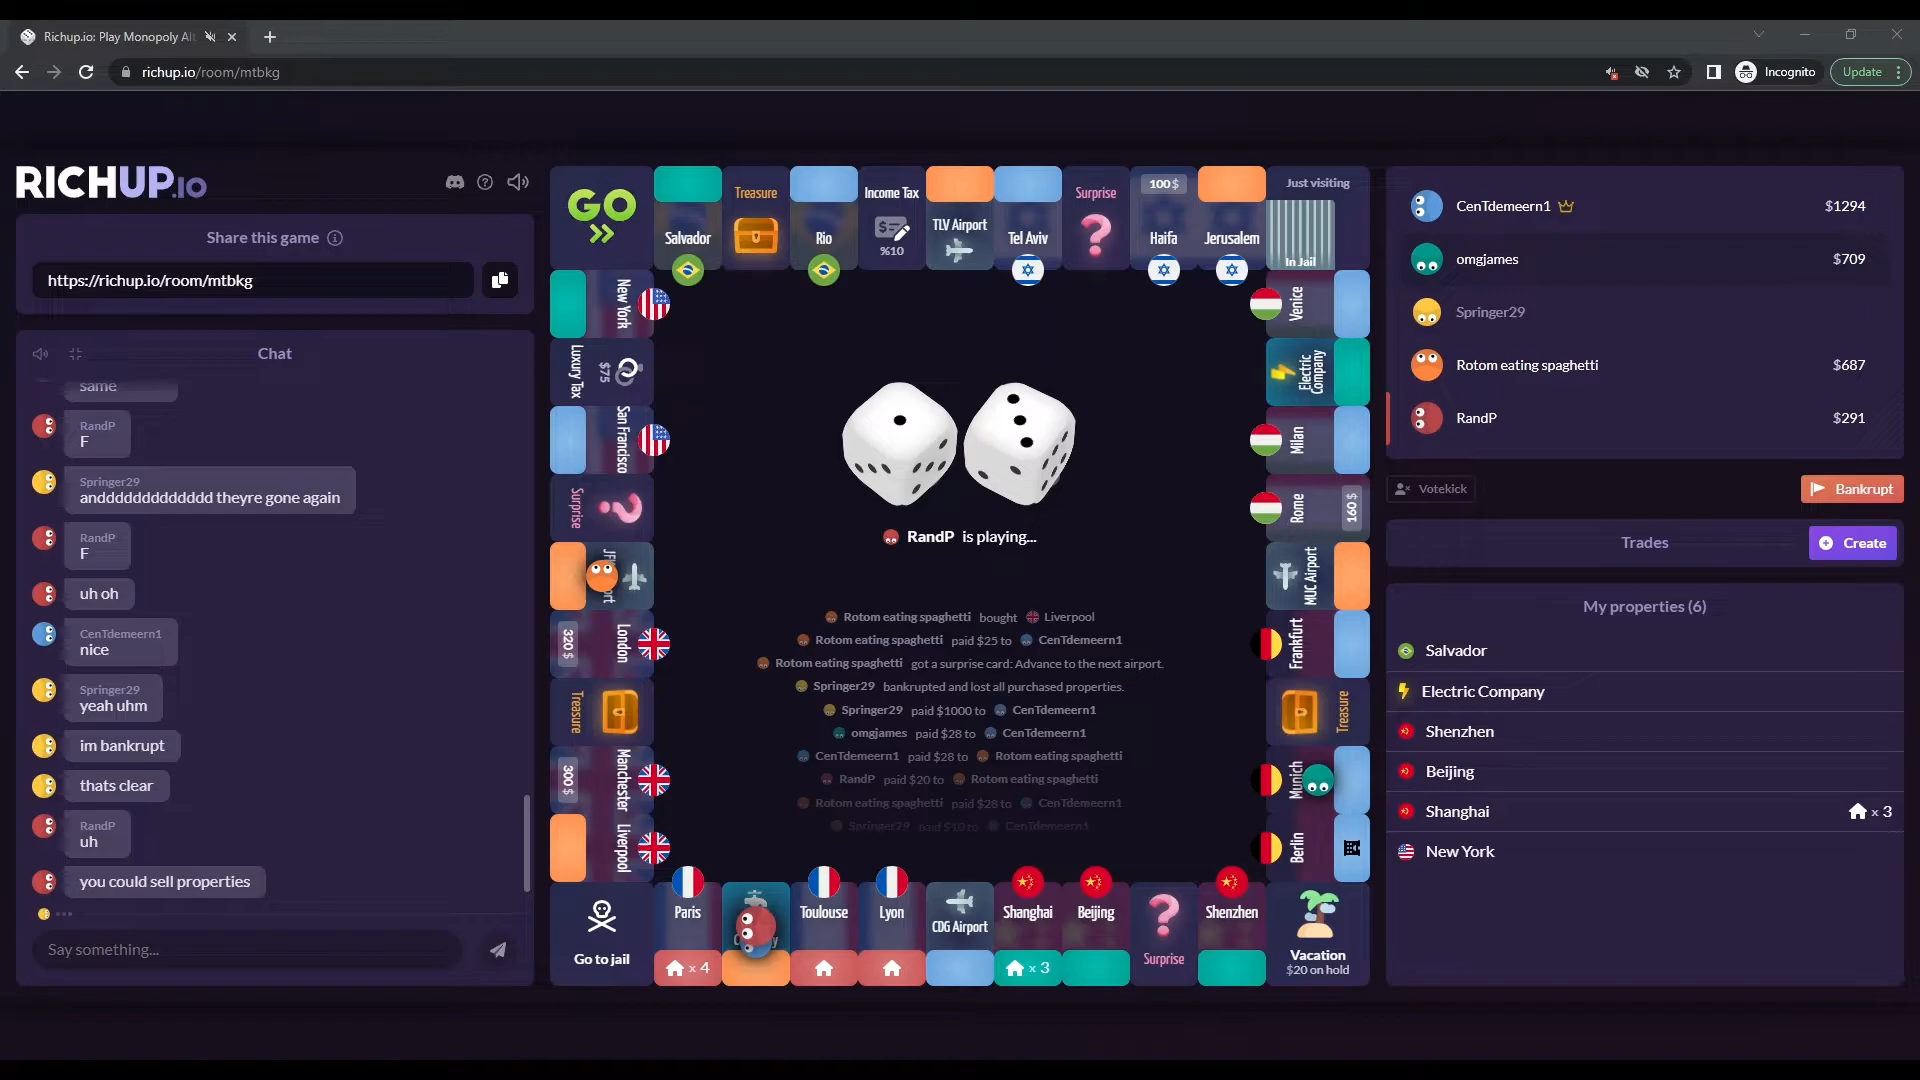 Richup.io: Play Monopoly Al
richup.io/room/mtbkg
Incognito
Update
RICHUP.IO
Share this game
https://richup.io/room/mtbkg
Chat
same
RandP
F
Springer29
anddddddddddddd theyre gone again
RandP
F
uh oh
CenTdemeern1
nice
Springer29
yeah uhm
im bankrupt
thats clear
RandP
uh
you could sell properties
Say something...
GO
Salvador
Treasure
Rio
Income Tax
%10
TLV Airport
Tel Aviv
Surprise
100$
Haifa
Jerusalem
Just visiting
In Jail
New York
Luxury Tax
$75
San Francisco
Surprise
London
320 $
Treasure
Manchester
300 $
Liverpool
Venice
Electric Company
Milan
Rome
160 $
MUC Airport
Frankfurt
Treasure
Munich
Berlin
RandP is playing...
Rotom eating spaghetti bought Liverpool
Rotom eating spaghetti paid $25 to CenTdemeern1
Rotom eating spaghetti got a surprise card: Advance to the next airport.
Springer29 bankrupted and lost all purchased properties.
Springer29 paid $1000 to CenTdemeern1
omgjames paid $28 to CenTdemeern1
CenTdemeern1 paid $28 to Rotom eating spaghetti
RandP paid $20 to Rotom eating spaghetti
Rotom eating spaghetti paid $28 to CenTdemeern1
Springer29 paid $10 to CenTdemeern1
Go to jail
Paris
x 4
Toulouse
Lyon
CDG Airport
Shanghai
x 3
Beijing
Surprise
Shenzhen
Vacation
$20 on hold
CenTdemeern1 $1294
omgjames $709
Springer29
Rotom eating spaghetti $687
RandP $291
Votekick
Bankrupt
Trades
Create
My properties (6)
Salvador
Electric Company
Shenzhen
Beijing
Shanghai x 3
New York